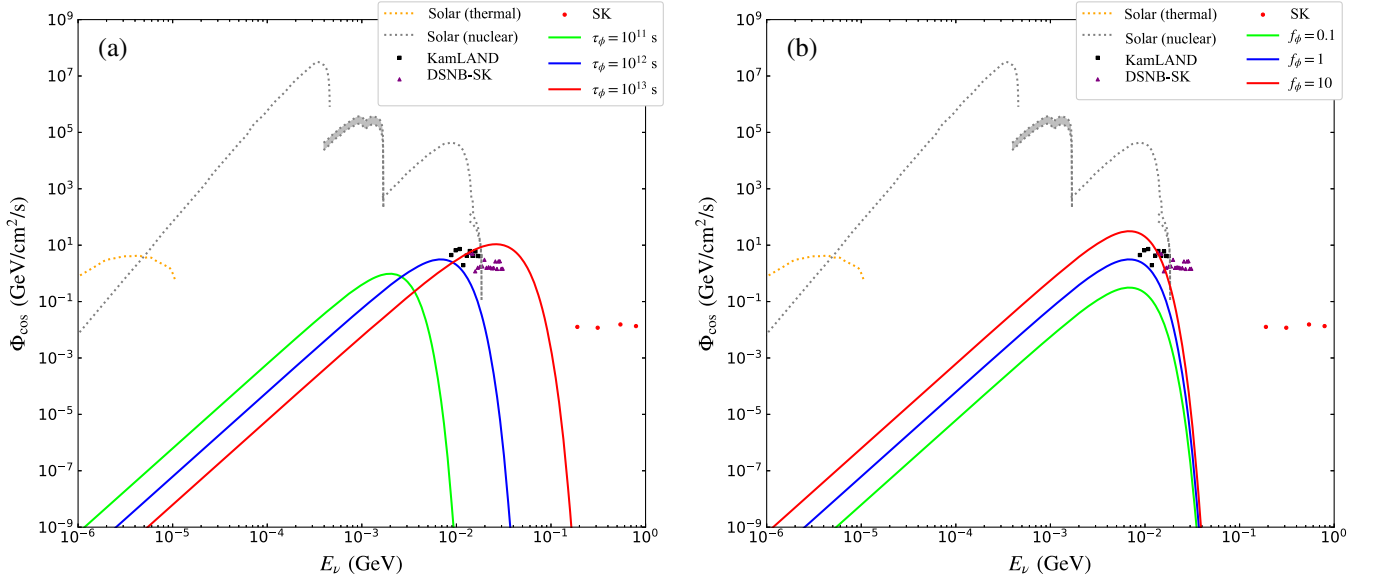 (a)
Solar (thermal)
Solar (nuclear)
KamLAND
DSNB-SK
SK
τ_ϕ = 10^11 s
τ_ϕ = 10^12 s
τ_ϕ = 10^13 s
Φ_cos (GeV/cm^2/s)
10^9
10^7
10^5
10^3
10^1
10^−1
10^−3
10^−5
10^−7
10^−9
10^−6 10^−5 10^−4 10^−3 10^−2 10^−1 10^0
E_ν (GeV)
(b)
Solar (thermal)
Solar (nuclear)
KamLAND
DSNB-SK
SK
f_ϕ = 0.1
f_ϕ = 1
f_ϕ = 10
Φ_cos (GeV/cm^2/s)
10^9
10^7
10^5
10^3
10^1
10^−1
10^−3
10^−5
10^−7
10^−9
10^−6 10^−5 10^−4 10^−3 10^−2 10^−1 10^0
E_ν (GeV)